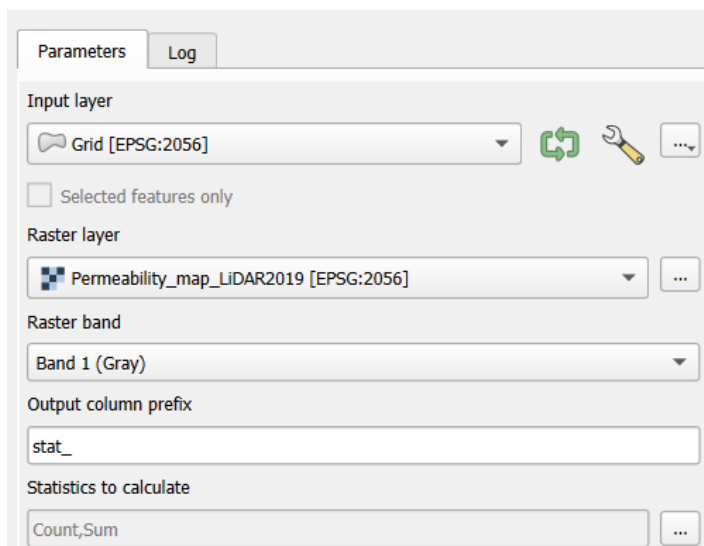 Parameters Log
Input layer
Grid [EPSG:2056]
...
Selected features only
Raster layer
Permeability_map_LiDAR2019 [EPSG:2056]
...
Raster band
Band 1 (Gray)
Output column prefix
stat_
Statistics to calculate
Count,Sum
...